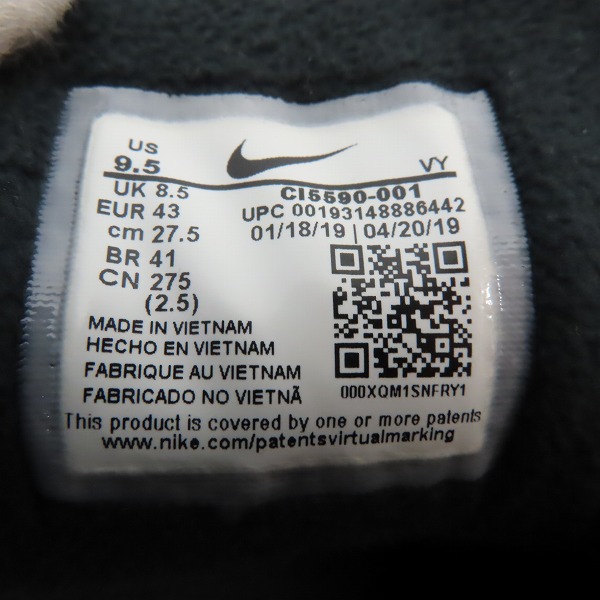 US
9.5 VY
UK 8.5 CI5590-001
EUR 43 UPC 00193148886442
cm 27.5 01/18/19 | 04/20/19
BR 41
CN 275
(2.5)
MADE IN VIETNAM
HECHO EN VIETNAM
FABRIQUE AU VIETNAM
FABRICADO NO VIETNÃ
000XQM1SNFRY1
This product is covered by one or more patents
www.nike.com/patentsvirtualmarking